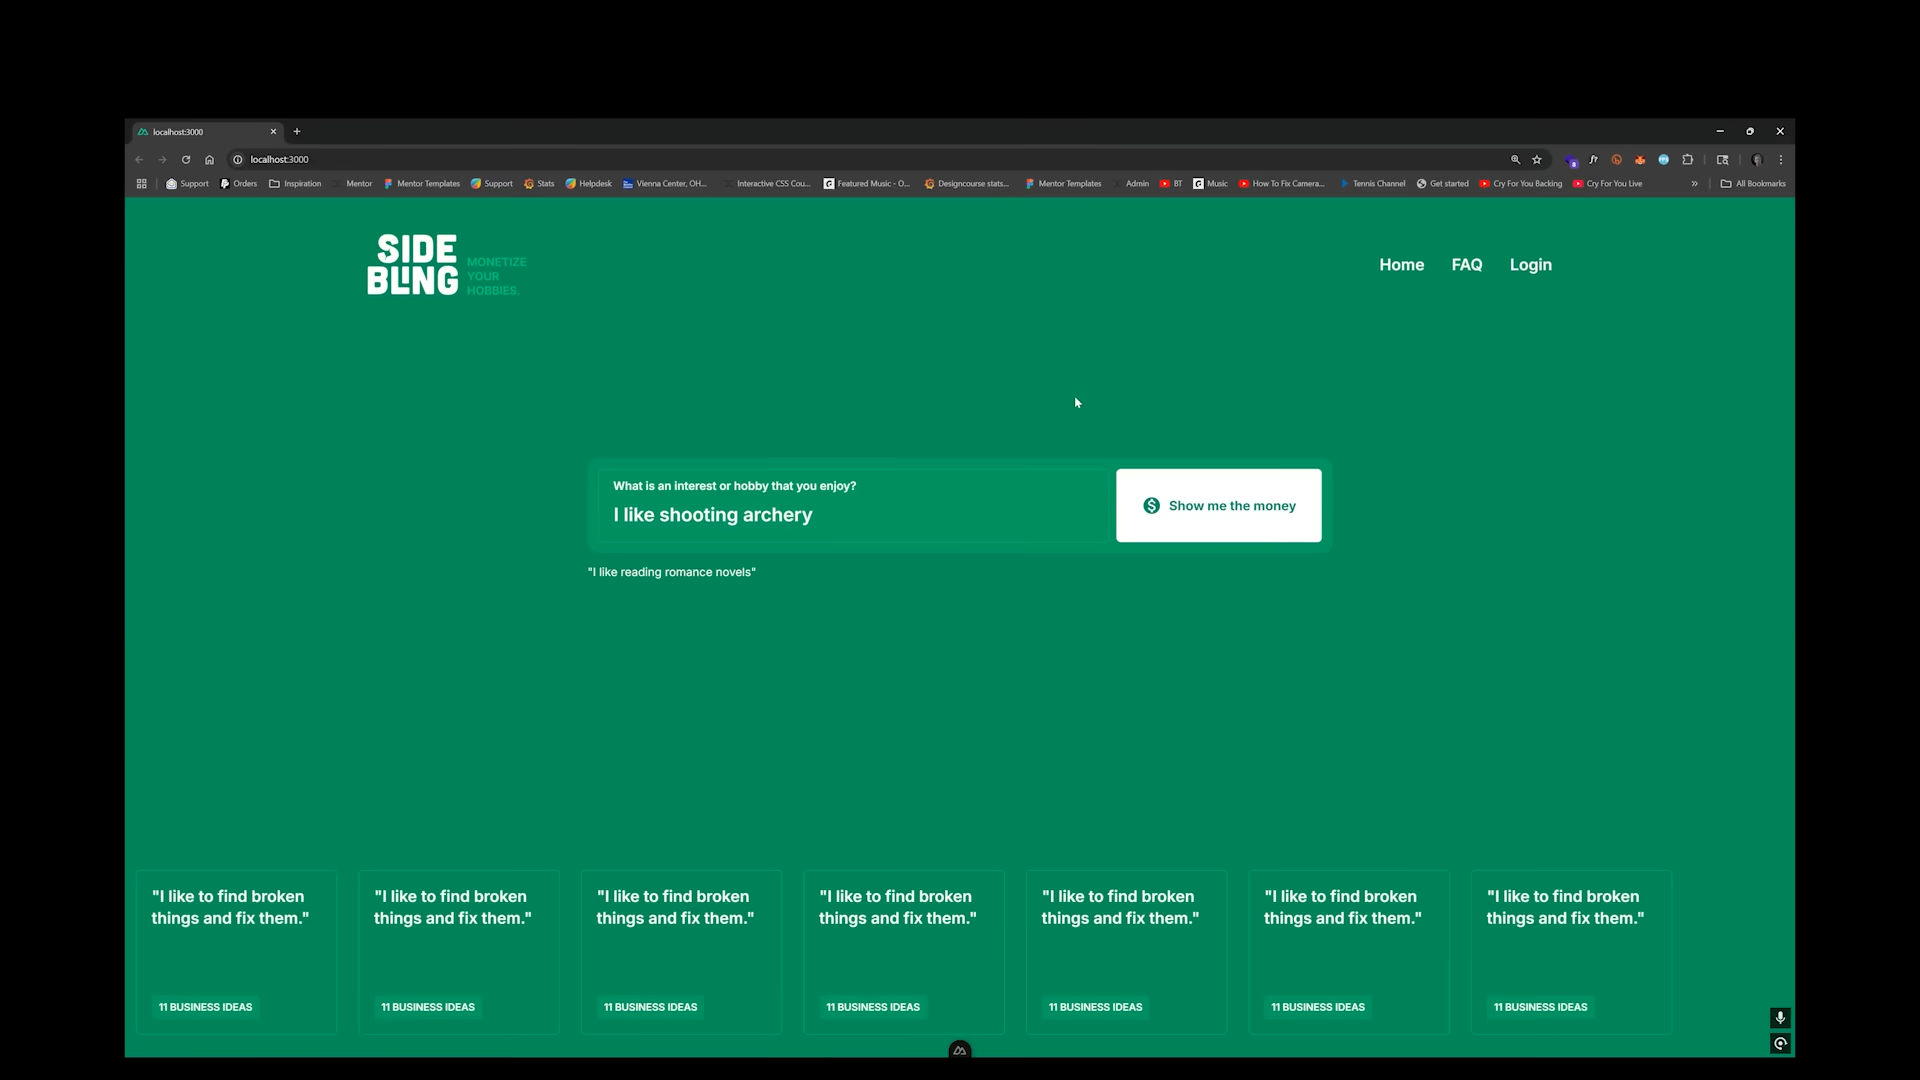 localhost:3000
localhost:3000
Support Orders Inspiration Mentor Mentor Templates Support Stats Helpdesk Vienna Center, OH... Interactive CSS Cou... Featured Music - O... Designcourse stats... Mentor Templates Admin BT Music How To Fix Camera... Tennis Channel Get started Cry For You Backing Cry For You Live » All Bookmarks
SIDE
BLING
MONETIZE
YOUR
HOBBIES.
Home FAQ Login
What is an interest or hobby that you enjoy?
I like shooting archery
Show me the money
"I like reading romance novels"
"I like to find broken
things and fix them."
11 BUSINESS IDEAS
"I like to find broken
things and fix them."
11 BUSINESS IDEAS
"I like to find broken
things and fix them."
11 BUSINESS IDEAS
"I like to find broken
things and fix them."
11 BUSINESS IDEAS
"I like to find broken
things and fix them."
11 BUSINESS IDEAS
"I like to find broken
things and fix them."
11 BUSINESS IDEAS
"I like to find broken
things and fix them."
11 BUSINESS IDEAS